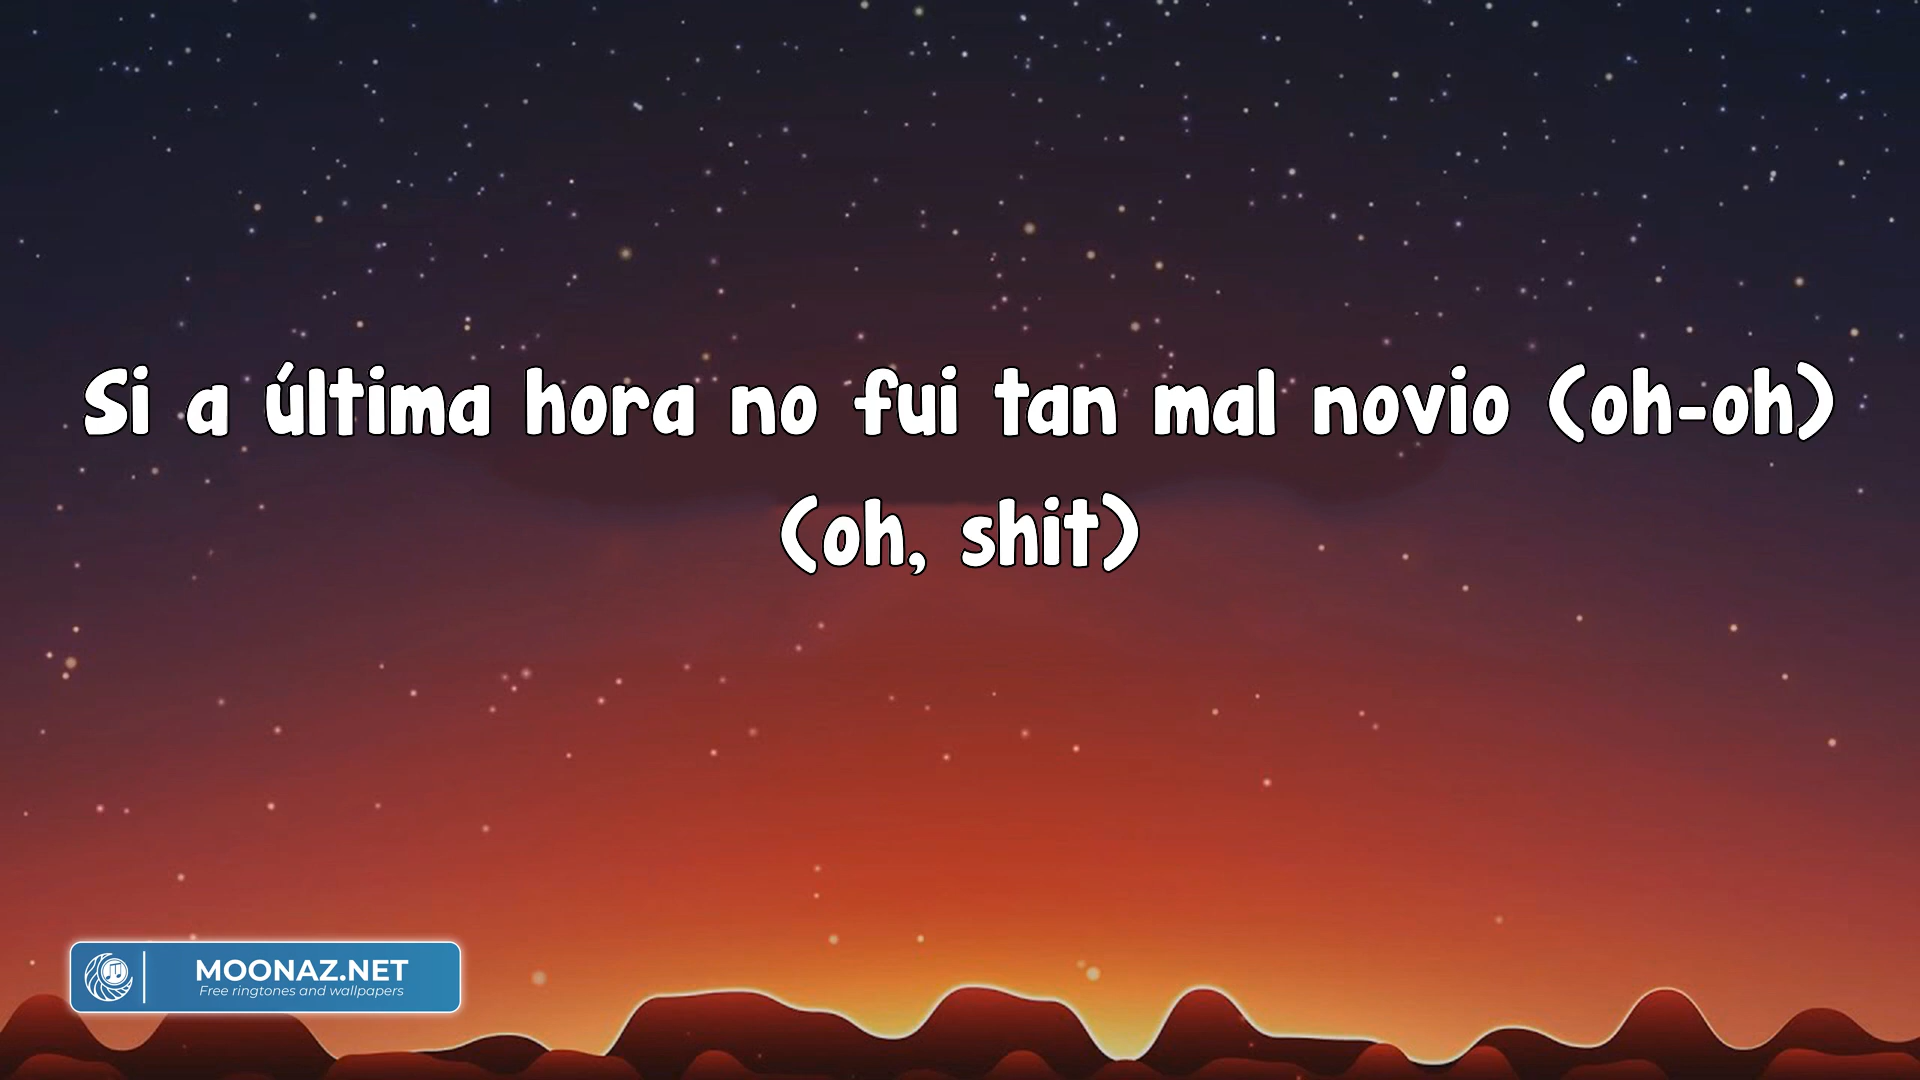 Si a última hora no fui tan mal novio (oh-oh)
(oh, shit)
MOONAZ.NET
Free ringtones and wallpapers